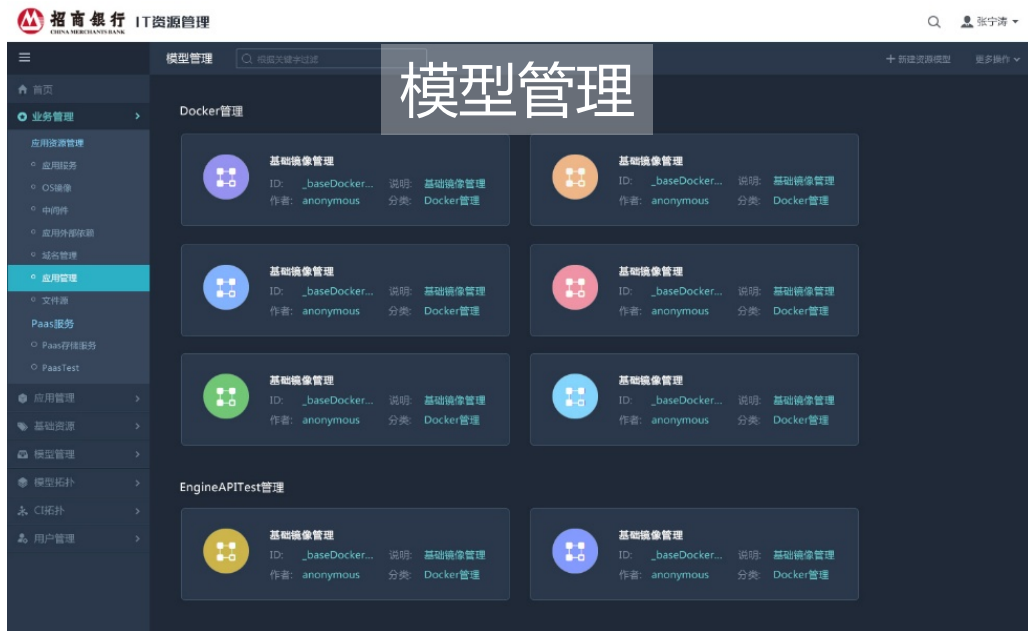 招商银行 IT资源管理
CHINA MERCHANTS BANK
张宁涛
模型管理
根据关键字过滤
新建资源模型
更多操作
模型管理
首页
业务管理
应用资源管理
应用服务
OS镜像
中间件
应用外部依赖
域名管理
应用管理
文件源
Paas服务
Paas存储服务
PaasTest
应用管理
基础资源
模型管理
模型拓扑
CI拓扑
用户管理
Docker管理
基础镜像管理
ID: _baseDocker... 说明: 基础镜像管理
作者: anonymous 分类: Docker管理
基础镜像管理
ID: _baseDocker... 说明: 基础镜像管理
作者: anonymous 分类: Docker管理
基础镜像管理
ID: _baseDocker... 说明: 基础镜像管理
作者: anonymous 分类: Docker管理
基础镜像管理
ID: _baseDocker... 说明: 基础镜像管理
作者: anonymous 分类: Docker管理
基础镜像管理
ID: _baseDocker... 说明: 基础镜像管理
作者: anonymous 分类: Docker管理
基础镜像管理
ID: _baseDocker... 说明: 基础镜像管理
作者: anonymous 分类: Docker管理
EngineAPITest管理
基础镜像管理
ID: _baseDocker... 说明: 基础镜像管理
作者: anonymous 分类: Docker管理
基础镜像管理
ID: _baseDocker... 说明: 基础镜像管理
作者: anonymous 分类: Docker管理